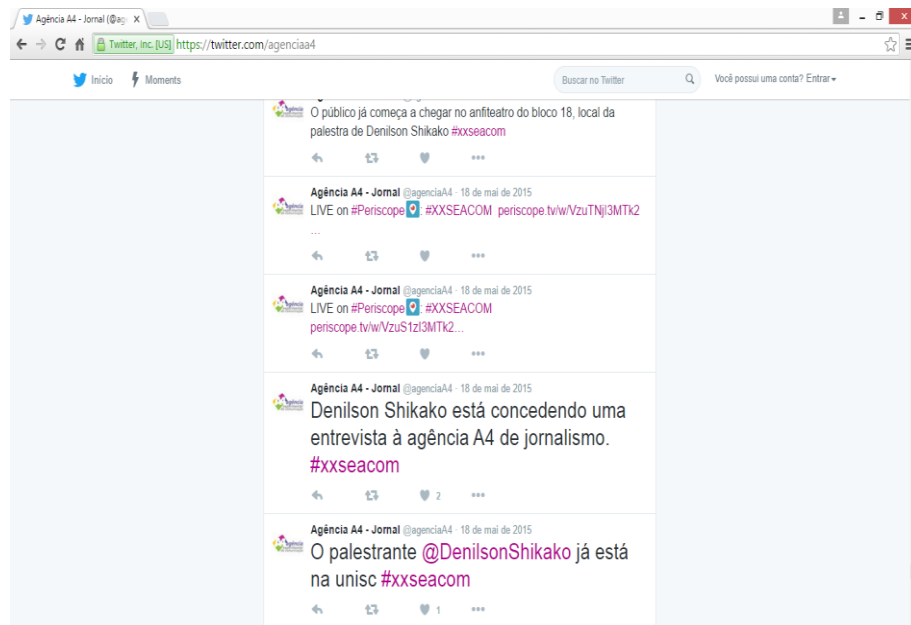 Agência A4 - Jornal (@ag
Twitter, Inc. [US] https://twitter.com/agenciaa4
Início Moments Buscar no Twitter Você possui uma conta? Entrar
O público já começa a chegar no anfiteatro do bloco 18, local da
palestra de Denilson Shikako #xxseacom
Agência A4 - Jornal @agenciaA4 · 18 de mai de 2015
LIVE on #Periscope : #XXSEACOM periscope.tv/w/VzuTNjI3MTk2
…
Agência A4 - Jornal @agenciaA4 · 18 de mai de 2015
LIVE on #Periscope : #XXSEACOM
periscope.tv/w/VzuS1zI3MTk2…
Agência A4 - Jornal @agenciaA4 · 18 de mai de 2015
Denilson Shikako está concedendo uma
entrevista à agência A4 de jornalismo.
#xxseacom
2
Agência A4 - Jornal @agenciaA4 · 18 de mai de 2015
O palestrante @DenilsonShikako já está
na unisc #xxseacom
1